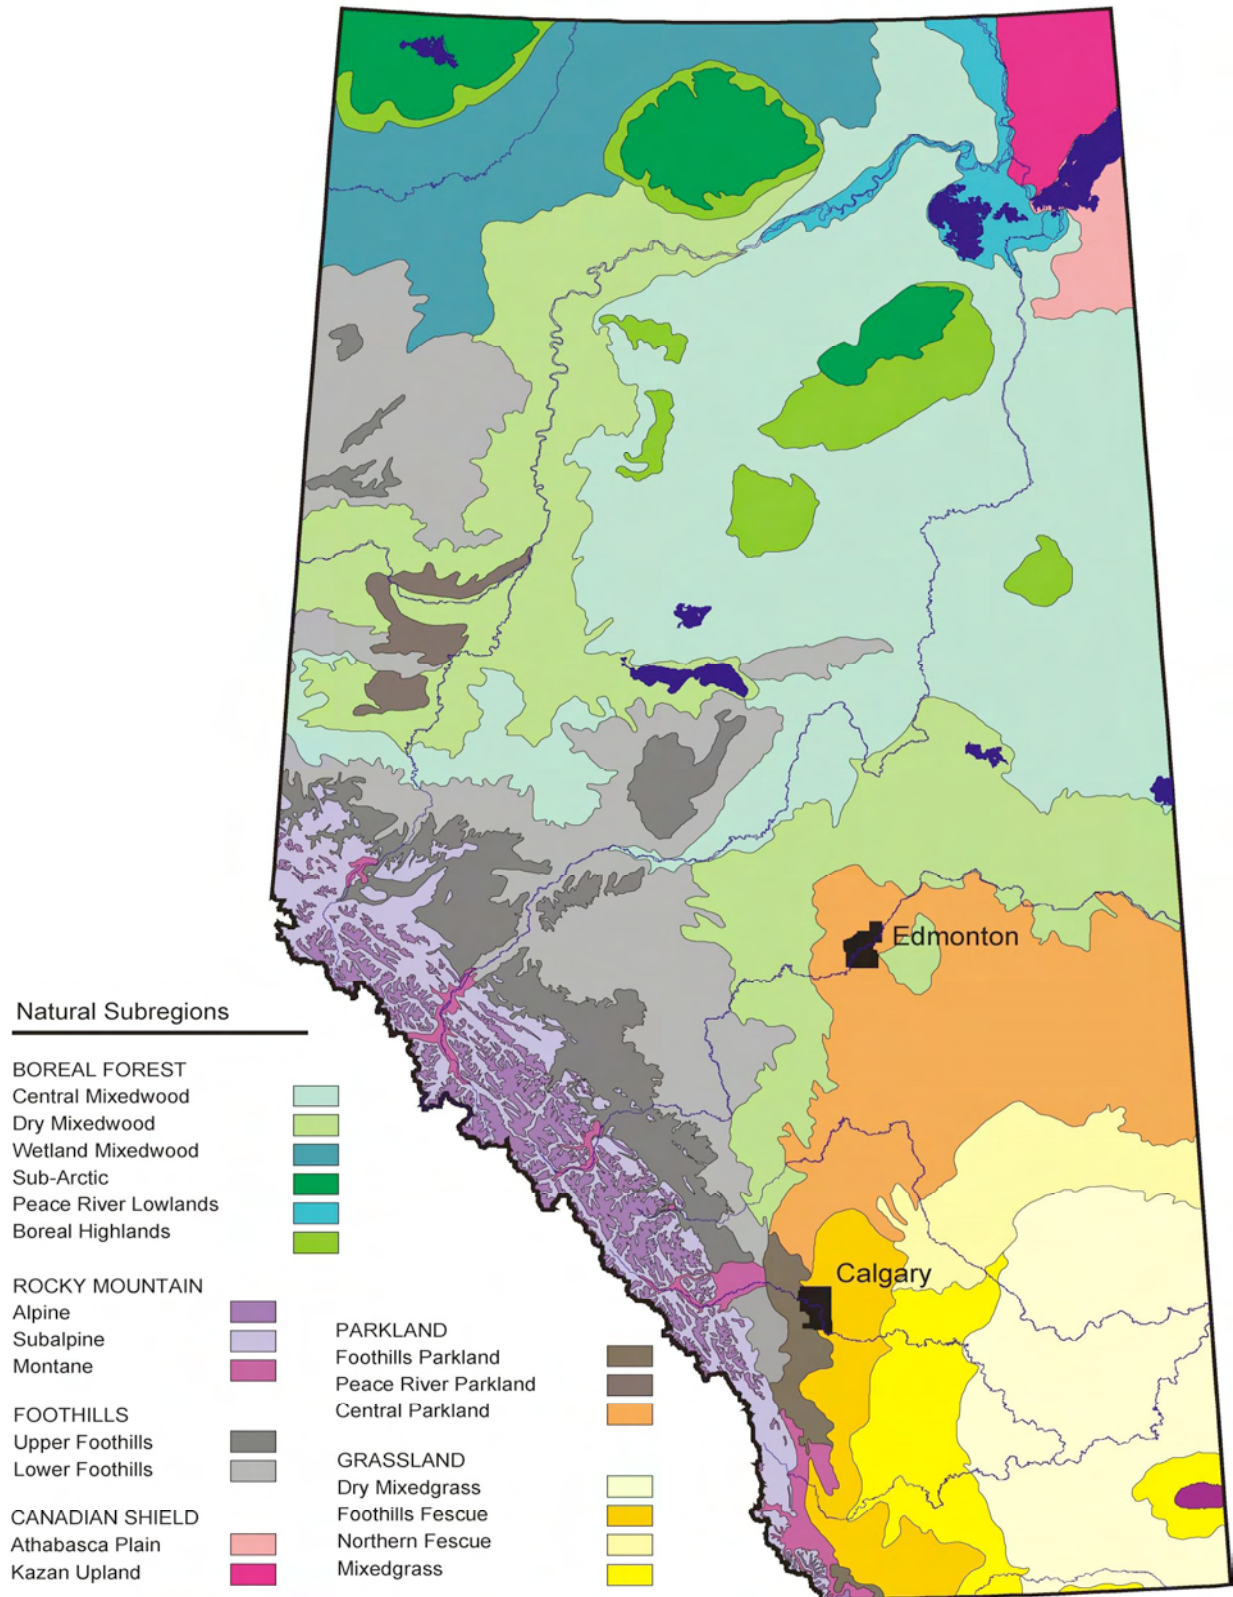 Edmonton
Calgary
Natural Subregions
BOREAL FOREST
Central Mixedwood
Dry Mixedwood
Wetland Mixedwood
Sub-Arctic
Peace River Lowlands
Boreal Highlands
ROCKY MOUNTAIN
Alpine
Subalpine
Montane
FOOTHILLS
Upper Foothills
Lower Foothills
CANADIAN SHIELD
Athabasca Plain
Kazan Upland
PARKLAND
Foothills Parkland
Peace River Parkland
Central Parkland
GRASSLAND
Dry Mixedgrass
Foothills Fescue
Northern Fescue
Mixedgrass